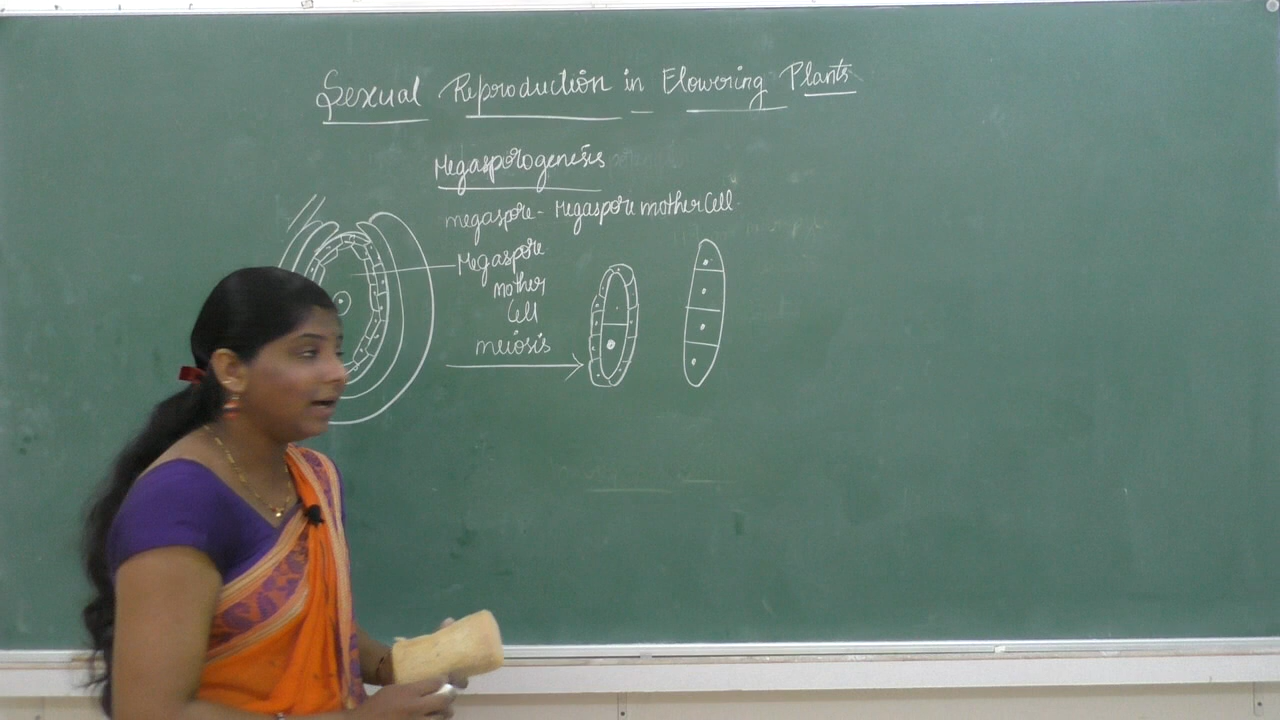 Sexual Reproduction in Flowering Plants
Megasporogenesis
megaspore - Megaspore mother Cell
Megaspore
mother
Cell
meiosis